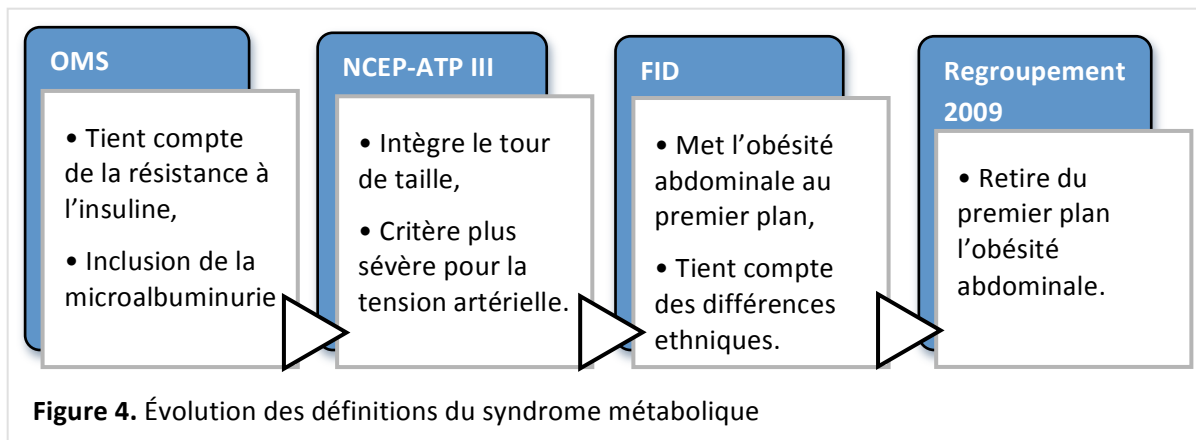 OMS
• Tient compte
de la résistance à
l’insuline,
• Inclusion de la
microalbuminurie
NCEP-ATP III
• Intègre le tour
de taille,
• Critère plus
sévère pour la
tension artérielle.
FID
• Met l’obésité
abdominale au
premier plan,
• Tient compte
des différences
ethniques.
Regroupement
2009
• Retire du
premier plan
l’obésité
abdominale.
Figure 4. Évolution des définitions du syndrome métabolique